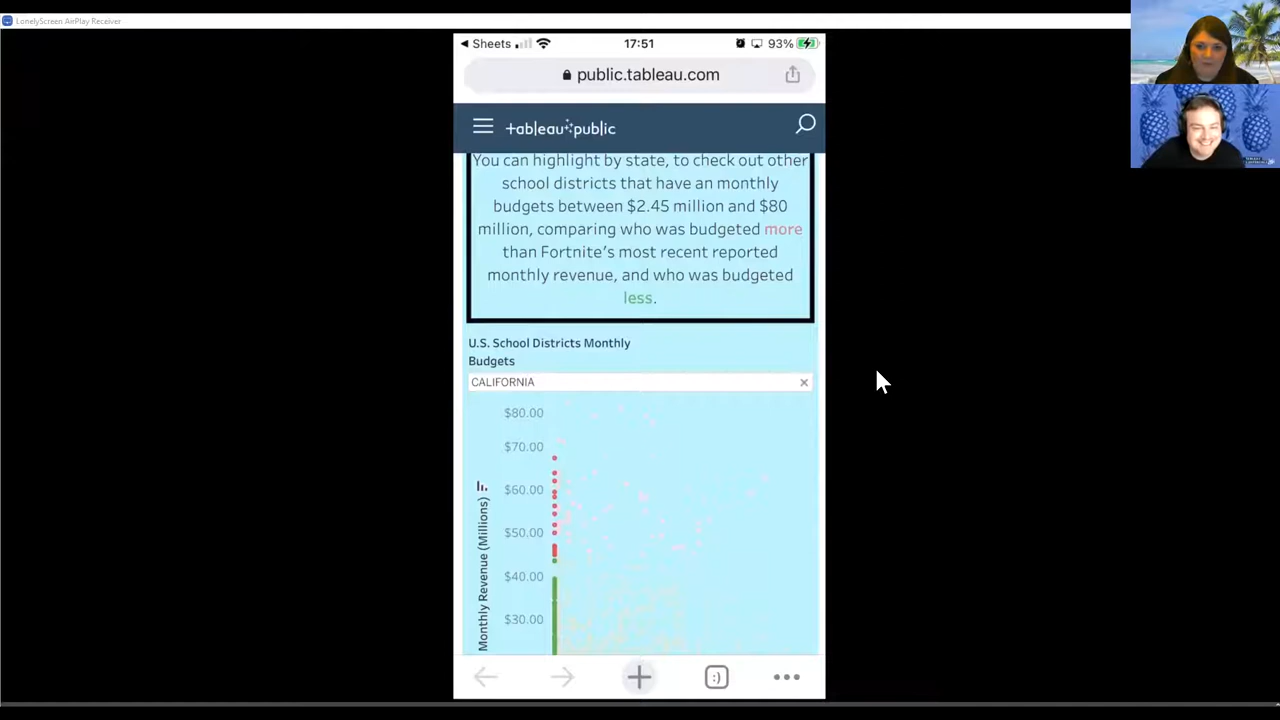 LonelyScreen AirPlay Receiver
Sheets
17:51
93%
public.tableau.com
tableau public
You can highlight by state, to check out other
school districts that have an monthly
budgets between $2.45 million and $80
million, comparing who was budgeted more
than Fortnite's most recent reported
monthly revenue, and who was budgeted
less.
U.S. School Districts Monthly
Budgets
CALIFORNIA
$80.00
$70.00
$60.00
$50.00
$40.00
$30.00
Monthly Revenue (Millions)
:)